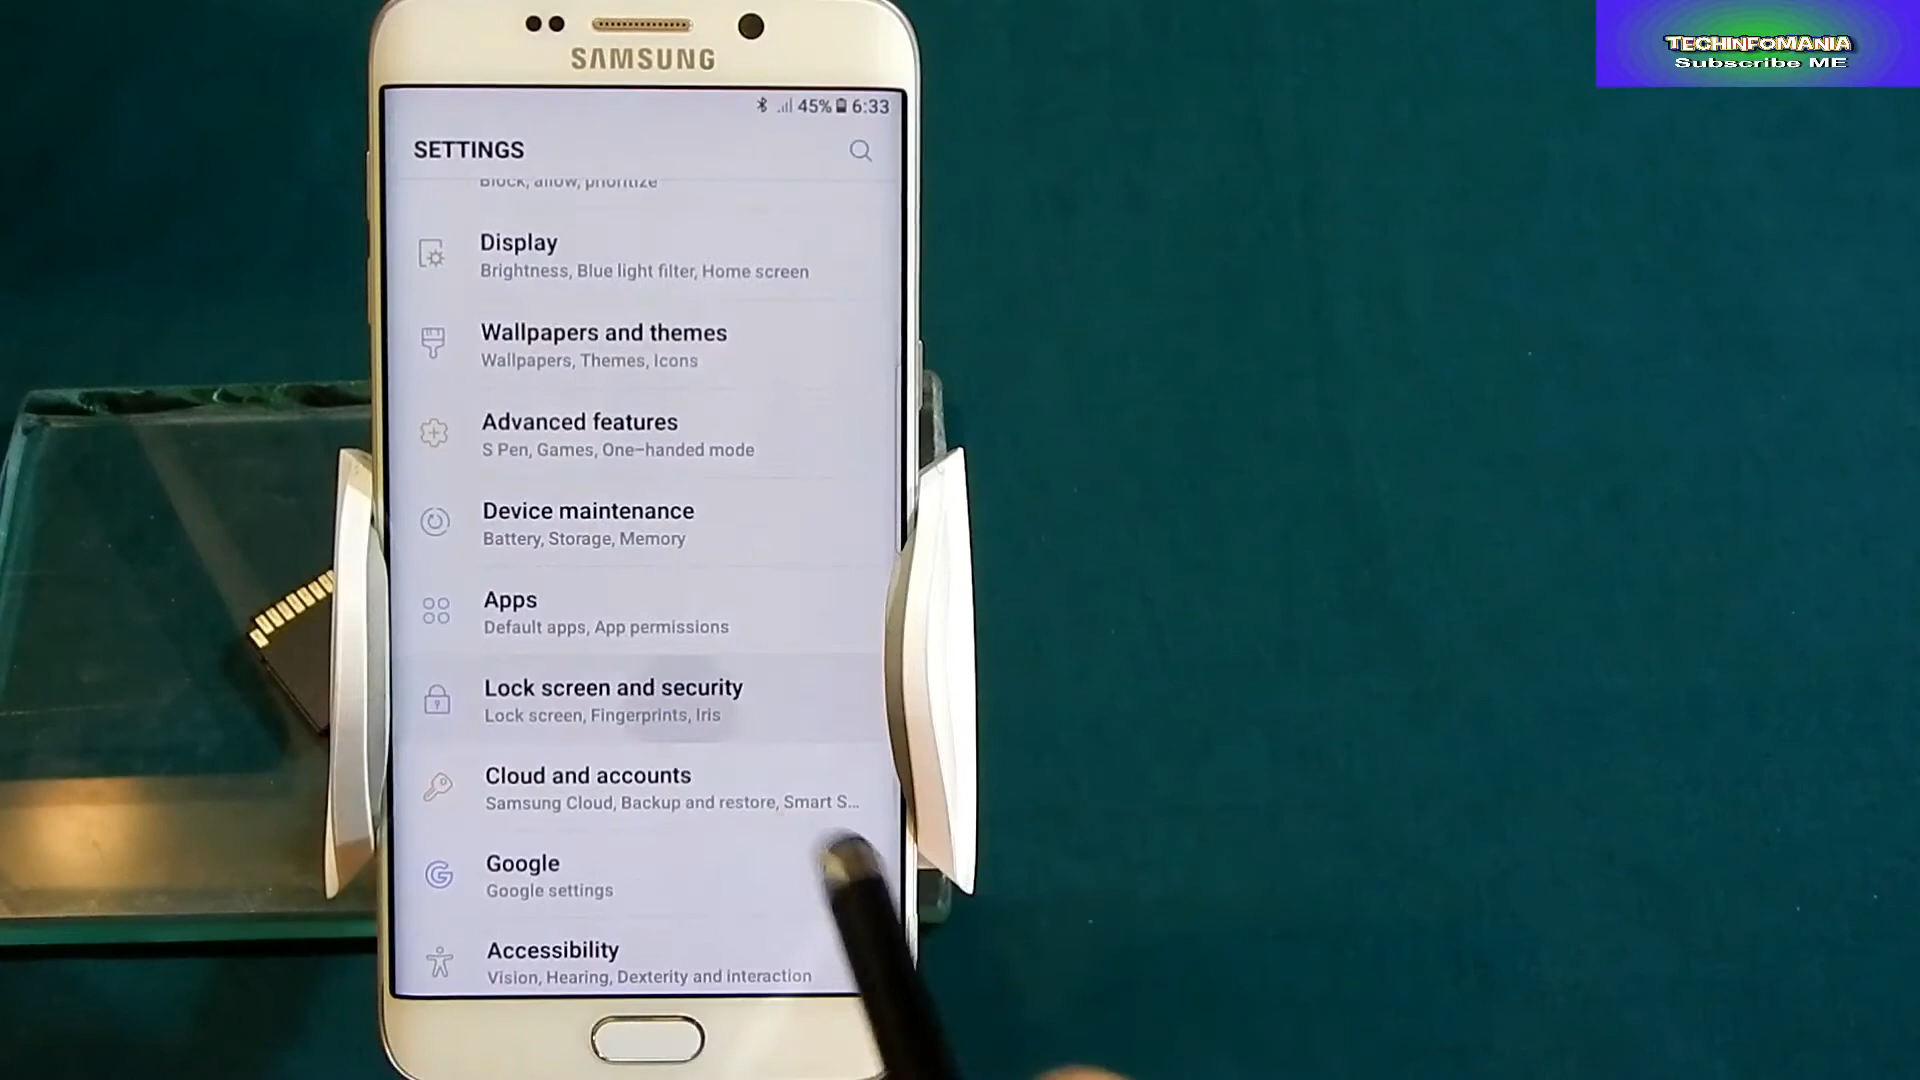 TECHINFOMANIA
Subscribe ME
SAMSUNG
45% 6:33
SETTINGS
Block, allow, prioritize
Display
Brightness, Blue light filter, Home screen
Wallpapers and themes
Wallpapers, Themes, Icons
Advanced features
S Pen, Games, One-handed mode
Device maintenance
Battery, Storage, Memory
Apps
Default apps, App permissions
Lock screen and security
Lock screen, Fingerprints, Iris
Cloud and accounts
Samsung Cloud, Backup and restore, Smart S...
Google
Google settings
Accessibility
Vision, Hearing, Dexterity and interaction